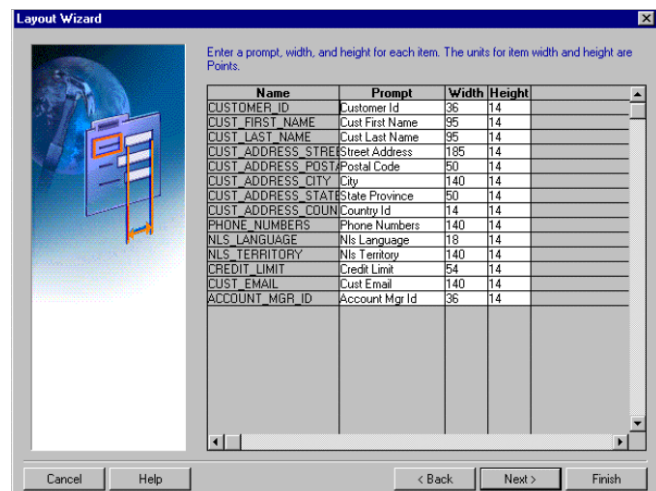 Layout Wizard
Enter a prompt, width, and height for each item. The units for item width and height are
Points.
Name Prompt Width Height
CUSTOMER_ID Customer Id 36 14
CUST_FIRST_NAME Cust First Name 95 14
CUST_LAST_NAME Cust Last Name 95 14
CUST_ADDRESS_STREE Street Address 185 14
CUST_ADDRESS_POSTA Postal Code 50 14
CUST_ADDRESS_CITY City 140 14
CUST_ADDRESS_STATE State Province 50 14
CUST_ADDRESS_COUN Country Id 14 14
PHONE_NUMBERS Phone Numbers 140 14
NLS_LANGUAGE Nls Language 18 14
NLS_TERRITORY Nls Territory 140 14
CREDIT_LIMIT Credit Limit 54 14
CUST_EMAIL Cust Email 140 14
ACCOUNT_MGR_ID Account Mgr Id 36 14
Cancel Help < Back Next > Finish